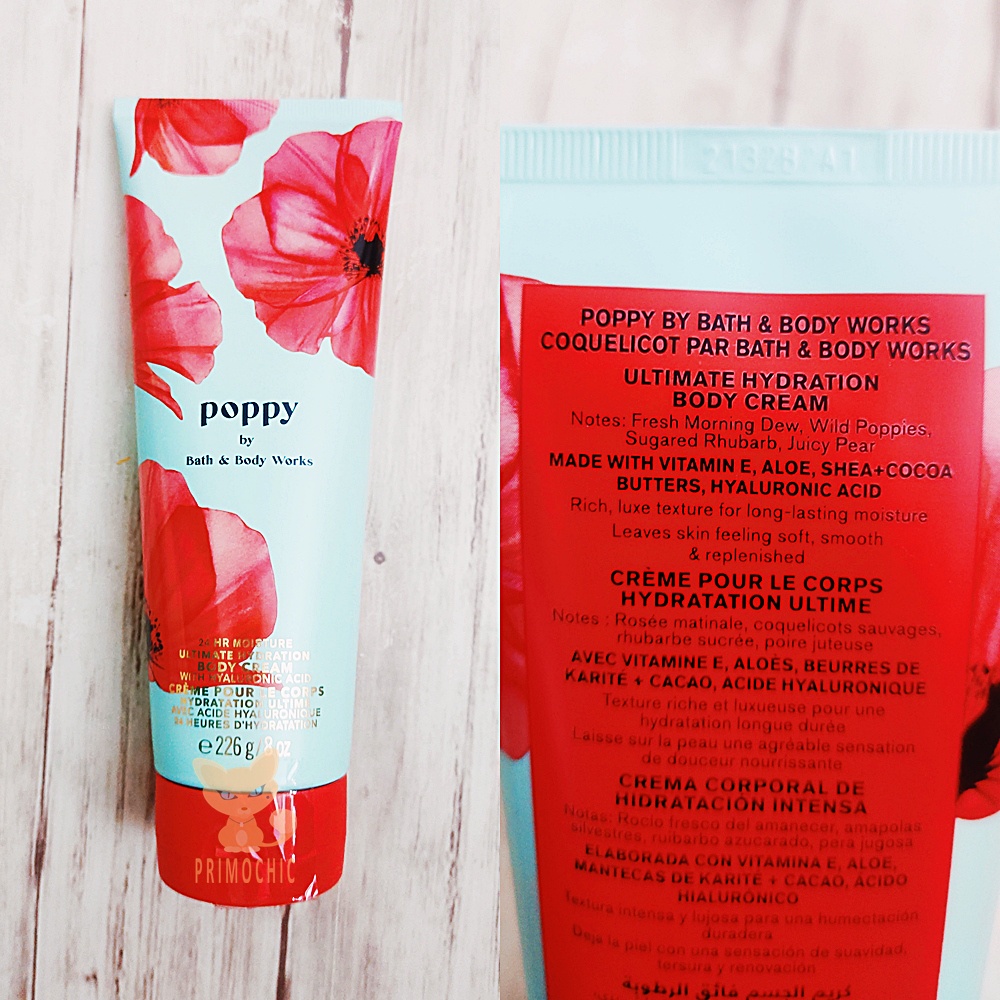 poppy
by
Bath & Body Works
24 HR MOISTURE
ULTIMATE HYDRATION
BODY CREAM
WITH HYALURONIC ACID
CRÈME POUR LE CORPS
HYDRATATION ULTIME
AVEC ACIDE HYALURONIQUE
24 HEURES D'HYDRATATION
e 226 g/8 oz
PRIMOCHIC
POPPY BY BATH & BODY WORKS
COQUELICOT PAR BATH & BODY WORKS
ULTIMATE HYDRATION
BODY CREAM
Notes: Fresh Morning Dew, Wild Poppies,
Sugared Rhubarb, Juicy Pear
MADE WITH VITAMIN E, ALOE, SHEA+COCOA
BUTTERS, HYALURONIC ACID
Rich, luxe texture for long-lasting moisture
Leaves skin feeling soft, smooth
& replenished
CRÈME POUR LE CORPS
HYDRATATION ULTIME
Notes : Rosée matinale, coquelicots sauvages,
rhubarbe sucrée, poire juteuse
AVEC VITAMINE E, ALOÈS, BEURRES DE
KARITÉ + CACAO, ACIDE HYALURONIQUE
Texture riche et luxueuse pour une
hydratation longue durée
Laisse sur la peau une agréable sensation
de douceur nourrissante
CREMA CORPORAL DE
HIDRATACIÓN INTENSA
Notas: Rocío fresco del amanecer, amapolas
silvestres, ruibarbo azucarado, pera jugosa
ELABORADA CON VITAMINA E, ALOE,
MANTECAS DE KARITÉ + CACAO, ÁCIDO
HIALURÓNICO
Textura intensa y lujosa para una humectación
duradera
Deja la piel con una sensación de suavidad,
tersura y renovación
كريم الجسم فائق الرطوبة